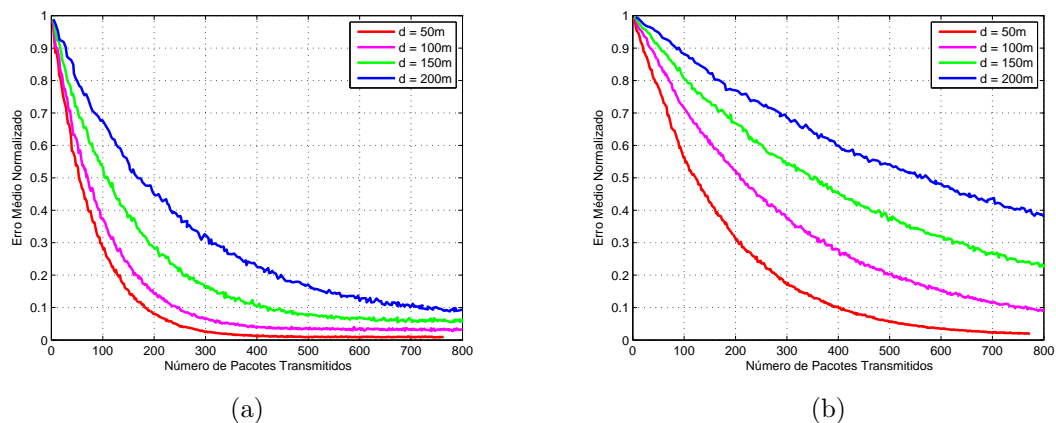 1
0.9
0.8
0.7
0.6
0.5
0.4
0.3
0.2
0.1
0
Erro Médio Normalizado
0 100 200 300 400 500 600 700 800
Número de Pacotes Transmitidos
d = 50m
d = 100m
d = 150m
d = 200m
(a)
1
0.9
0.8
0.7
0.6
0.5
0.4
0.3
0.2
0.1
0
Erro Médio Normalizado
0 100 200 300 400 500 600 700 800
Número de Pacotes Transmitidos
d = 50m
d = 100m
d = 150m
d = 200m
(b)